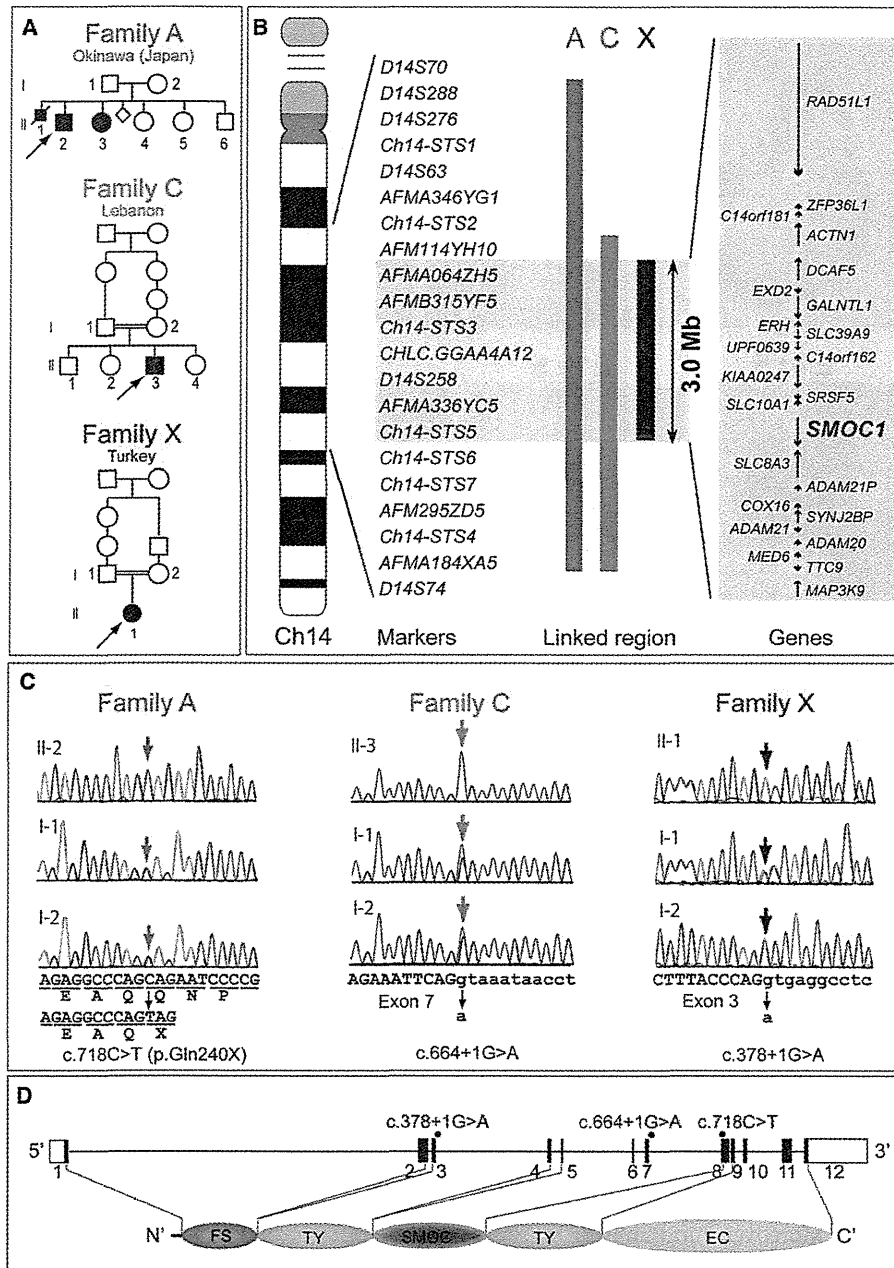 A
Family A
Okinawa (Japan)
I
1
2
II
1
2
3
4
5
6
Family C
Lebanon
I
1
2
II
1
2
3
4
Family X
Turkey
I
1
2
II
1
B
A C X
D14S70
D14S288
D14S276
Ch14-STS1
D14S63
AFMA346YG1
Ch14-STS2
AFM114YH10
AFMA064ZH5
AFMB315YF5
Ch14-STS3
CHLC.GGAA4A12
D14S258
AFMA336YC5
Ch14-STS5
Ch14-STS6
Ch14-STS7
AFM295ZD5
Ch14-STS4
AFMA184XA5
D14S74
3.0 Mb
RAD51L1
ZFP36L1
C14orf181
ACTN1
DCAF5
EXD2
GALNTL1
ERH
SLC39A9
UPF0639
C14orf162
KIAA0247
SRSF5
SLC10A1
SMOC1
SLC8A3
ADAM21P
COX16
SYNJ2BP
ADAM21
ADAM20
MED6
TTC9
MAP3K9
Ch14
Markers
Linked region
Genes
C
Family A
II-2
I-1
I-2
AGAGGCCCAGCAGAATCCCCG
E A Q Q N P
AGAGGCCCAGTAG
E A Q X
c.718C>T (p.Gln240X)
Family C
II-3
I-1
I-2
AGAAATTCAGgtaaataacct
Exon 7
a
c.664+1G>A
Family X
II-1
I-1
I-2
CTTTACCCAGgtgaggcctc
Exon 3
a
c.378+1G>A
D
c.378+1G>A
c.664+1G>A
c.718C>T
5'
3'
1 2 3 4 5 6 7 8 9 10 11 12
N'
FS
TY
SMOC
TY
EC
C'